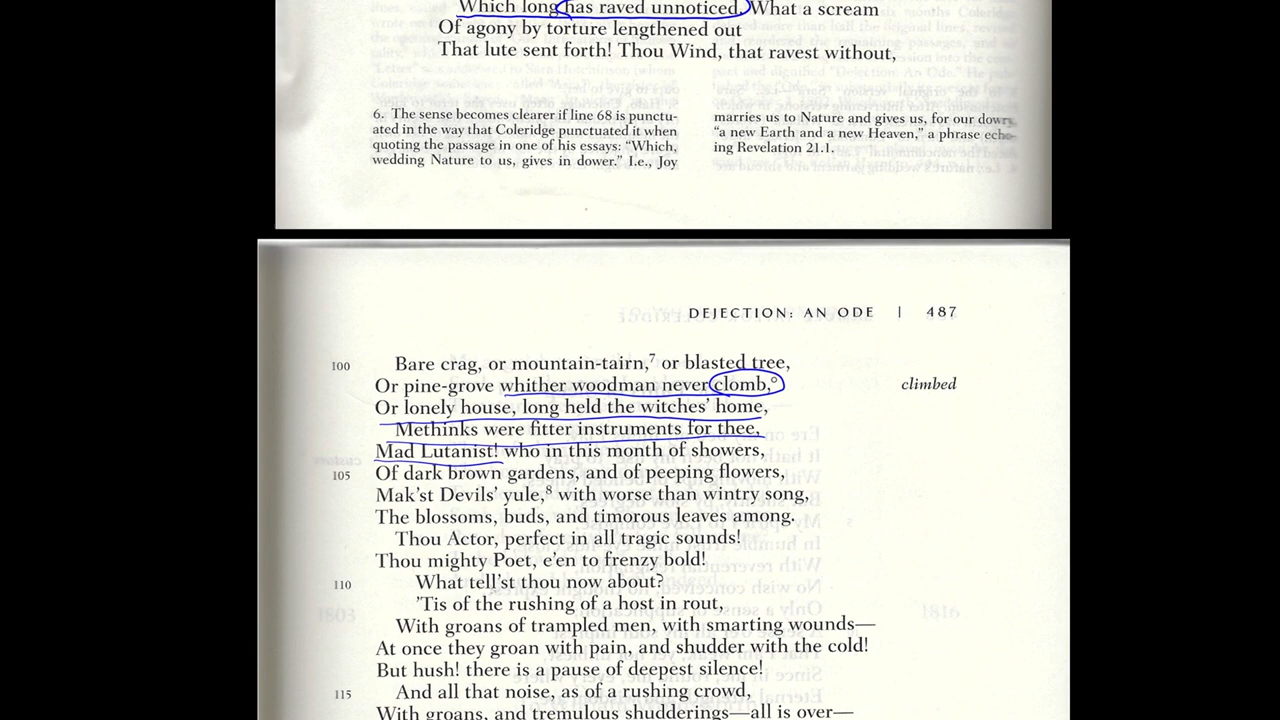 Which long has raved unnoticed. What a scream
Of agony by torture lengthened out
That lute sent forth! Thou Wind, that ravest without,
6. The sense becomes clearer if line 68 is punctu-
ated in the way that Coleridge punctuated it when
quoting the passage in one of his essays: “Which,
wedding Nature to us, gives in dower.” I.e., Joy
marries us to Nature and gives us, for our dowry,
“a new Earth and a new Heaven,” a phrase echo-
ing Revelation 21.1.
DEJECTION: AN ODE | 487
100 Bare crag, or mountain-tairn,7 or blasted tree,
Or pine-grove whither woodman never clomb,° climbed
Or lonely house, long held the witches’ home,
Methinks were fitter instruments for thee,
Mad Lutanist! who in this month of showers,
105 Of dark brown gardens, and of peeping flowers,
Mak’st Devils’ yule,8 with worse than wintry song,
The blossoms, buds, and timorous leaves among.
Thou Actor, perfect in all tragic sounds!
Thou mighty Poet, e’en to frenzy bold!
110 What tell’st thou now about?
’Tis of the rushing of a host in rout,
With groans of trampled men, with smarting wounds—
At once they groan with pain, and shudder with the cold!
But hush! there is a pause of deepest silence!
115 And all that noise, as of a rushing crowd,
With groans, and tremulous shudderings—all is over—